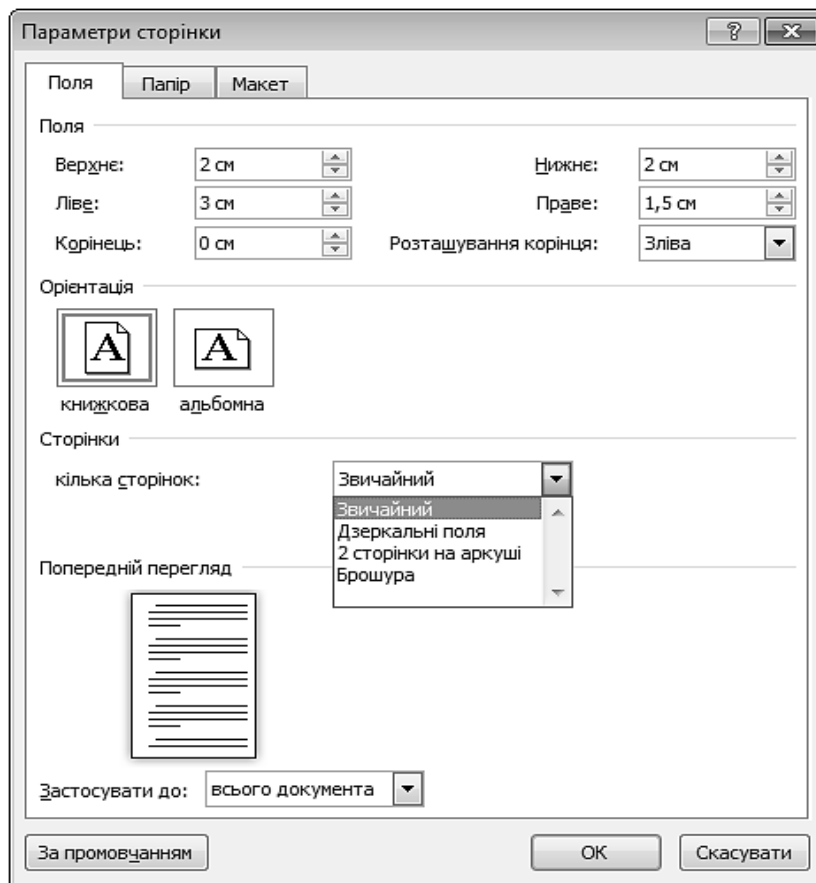 Параметри сторінки
Поля Папір Макет
Поля
Верхнє: 2 см Нижнє: 2 см
Ліве: 3 см Праве: 1,5 см
Корінець: 0 см Розташування корінця: Зліва
Орієнтація
A A
книжкова альбомна
Сторінки
кілька сторінок: Звичайний
Звичайний
Дзеркальні поля
2 сторінки на аркуші
Брошура
Попередній перегляд
Застосувати до: всього документа
За промовчанням ОК Скасувати